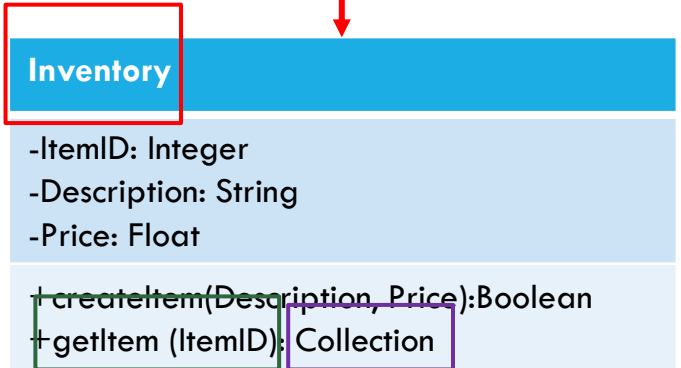 Inventory
-ItemID: Integer
-Description: String
-Price: Float
+createItem(Description, Price):Boolean
+getItem (ItemID): Collection